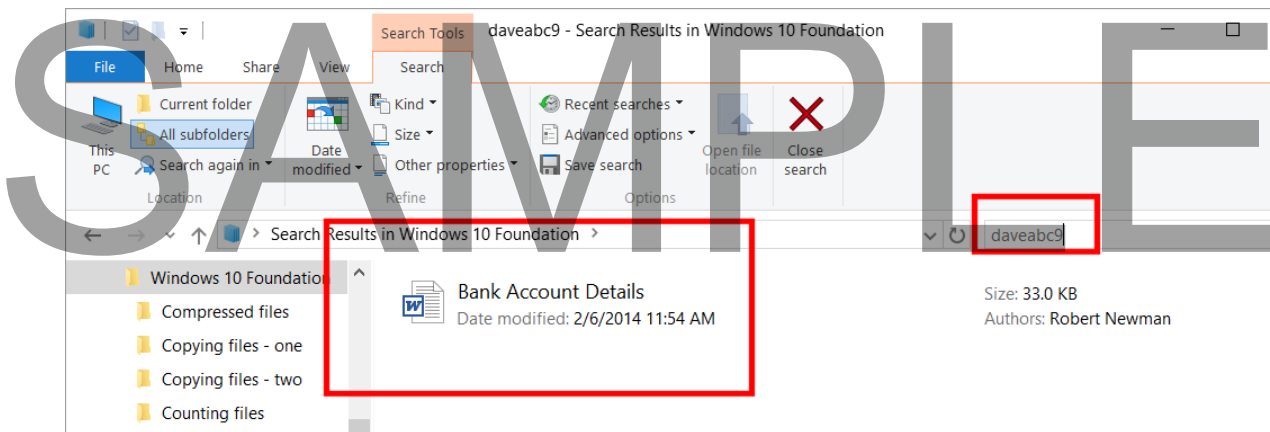 SAMPLE
Search Tools
daveabc9 - Search Results in Windows 10 Foundation
File
Home
Share
View
Search
This PC
Current folder
All subfolders
Search again in
Location
Date modified
Kind
Size
Other properties
Refine
Recent searches
Advanced options
Save search
Options
Open file location
Close search
Search Results in Windows 10 Foundation
daveabc9
Windows 10 Foundation
Compressed files
Copying files - one
Copying files - two
Counting files
Bank Account Details
Date modified: 2/6/2014 11:54 AM
Size: 33.0 KB
Authors: Robert Newman